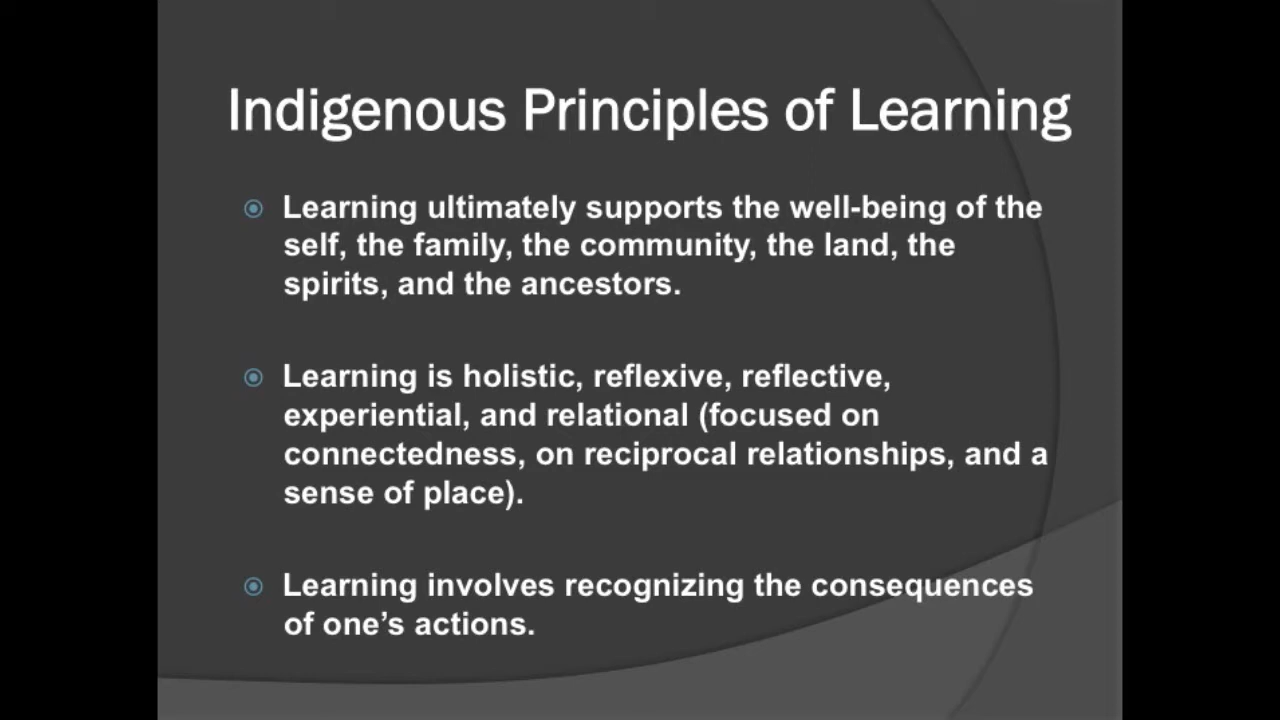 Indigenous Principles of Learning
Learning ultimately supports the well-being of the
self, the family, the community, the land, the
spirits, and the ancestors.
Learning is holistic, reflexive, reflective,
experiential, and relational (focused on
connectedness, on reciprocal relationships, and a
sense of place).
Learning involves recognizing the consequences
of one’s actions.